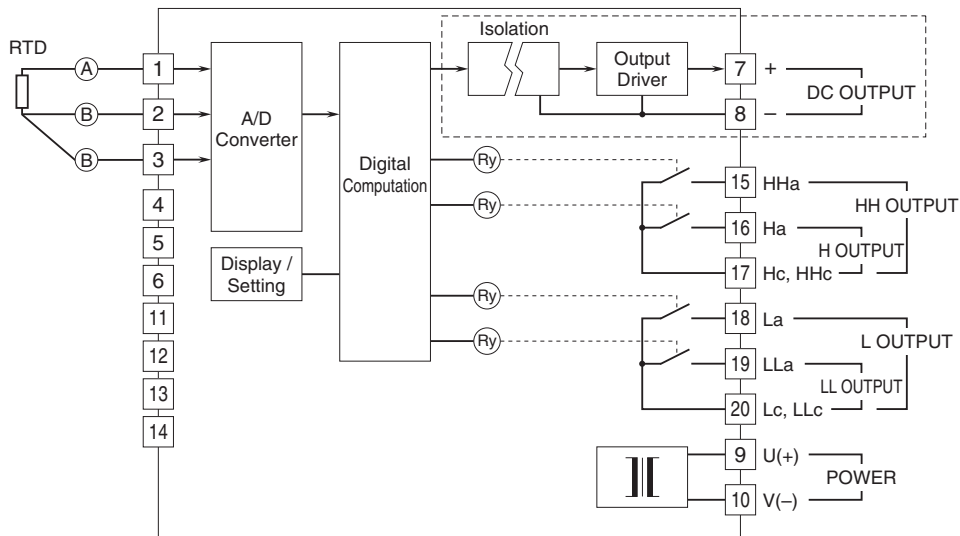 Isolation
RTD
A
1
2
3
B
B
A/D
Converter
Digital
Computation
Output
Driver
7
+
8
−
DC OUTPUT
4
5
6
11
12
13
14
Display /
Setting
Ry
Ry
Ry
Ry
15 HHa
HH OUTPUT
16 Ha
H OUTPUT
17 Hc, HHc
18 La
L OUTPUT
19 LLa
LL OUTPUT
20 Lc, LLc
9 U(+)
POWER
10 V(−)